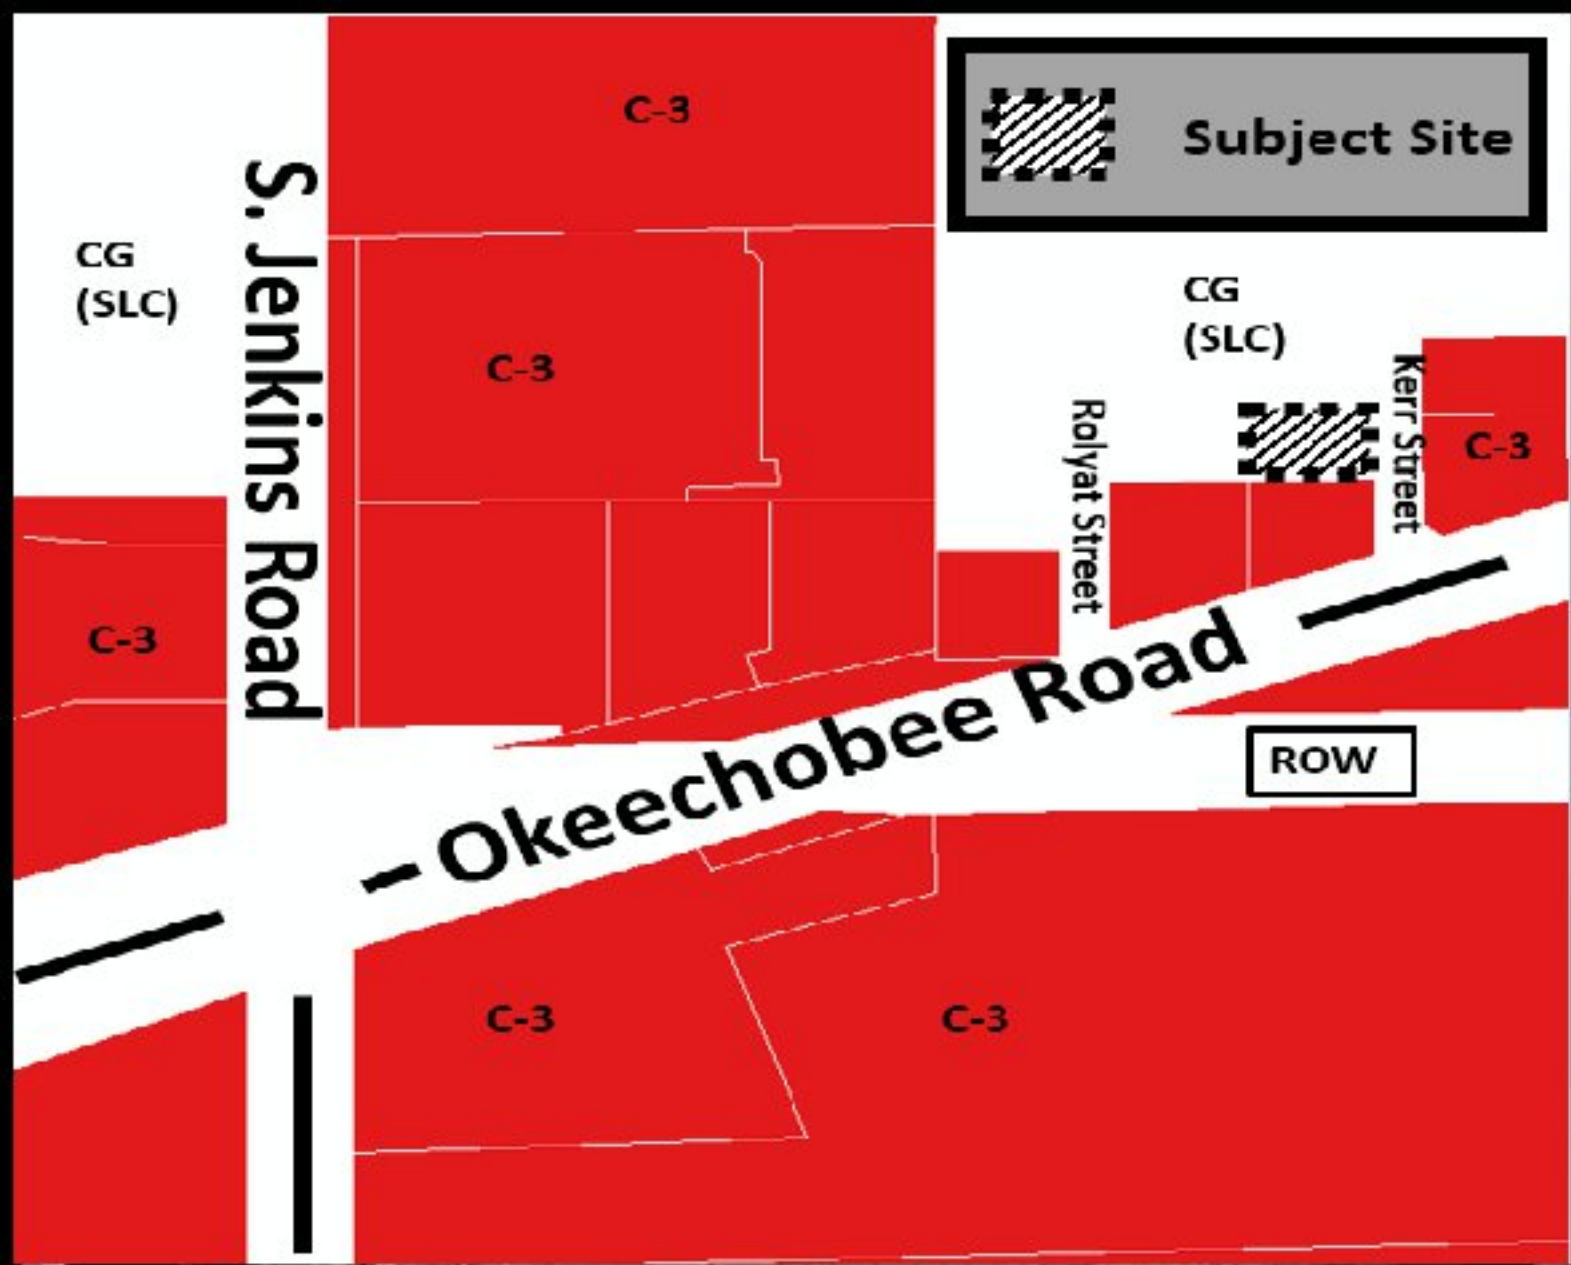 C-3
Subject Site
S. Jenkins Road
CG
(SLC)
CG
(SLC)
Kerr Street
C-3
Rolyat Street
C-3
C-3
Okeechobee Road
ROW
C-3
C-3